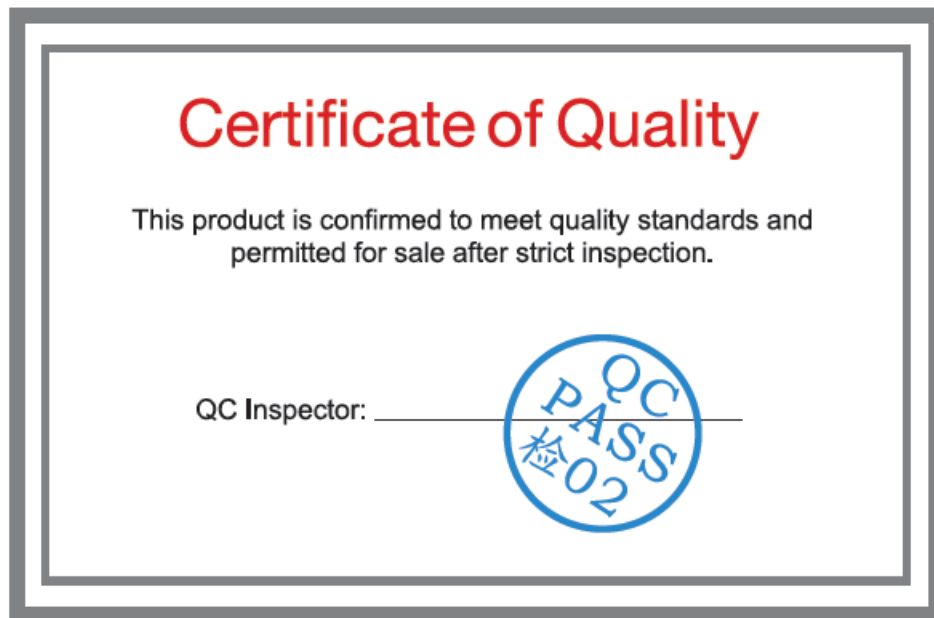 Certificate of Quality
This product is confirmed to meet quality standards and
permitted for sale after strict inspection.
QC Inspector:
QC
PASS
检02